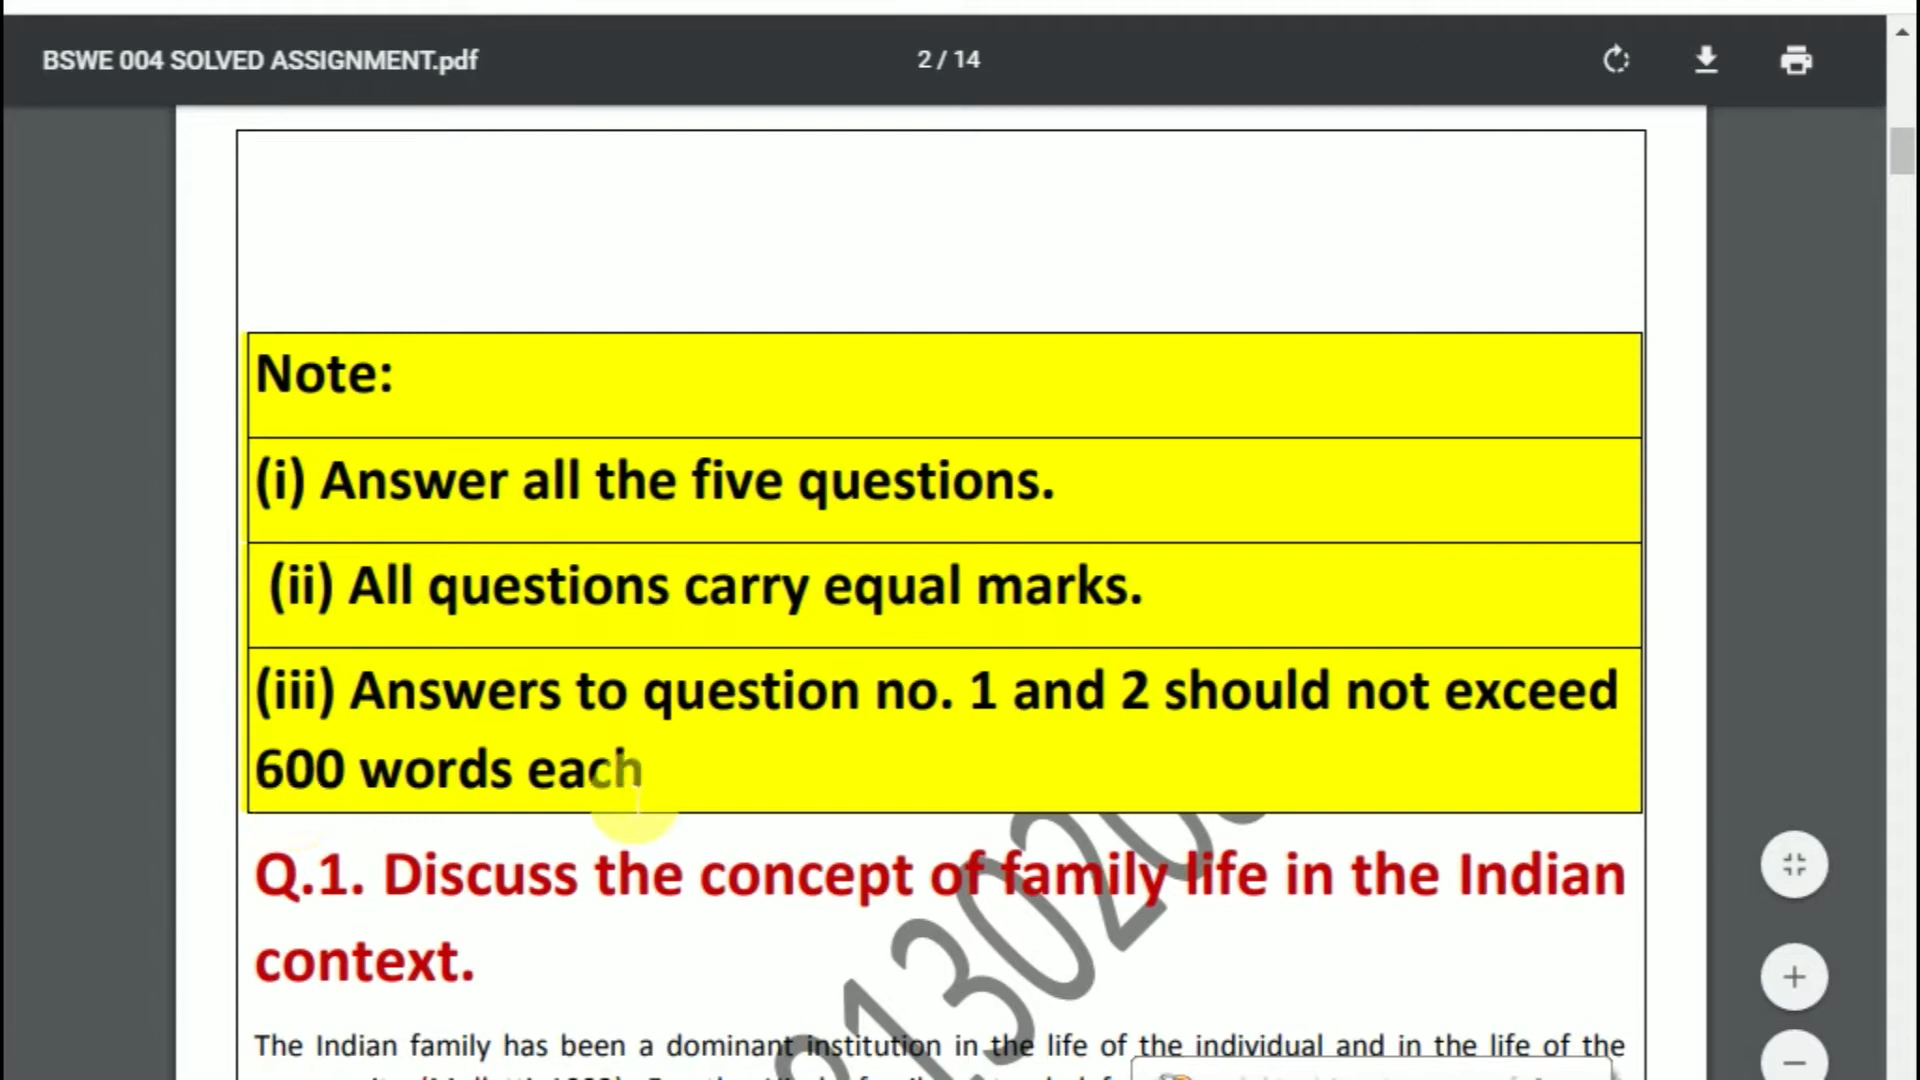 BSWE 004 SOLVED ASSIGNMENT.pdf
2 / 14
Note:
(i) Answer all the five questions.
(ii) All questions carry equal marks.
(iii) Answers to question no. 1 and 2 should not exceed
600 words each
Q.1. Discuss the concept of family life in the Indian
context.
The Indian family has been a dominant institution in the life of the individual and in the life of the